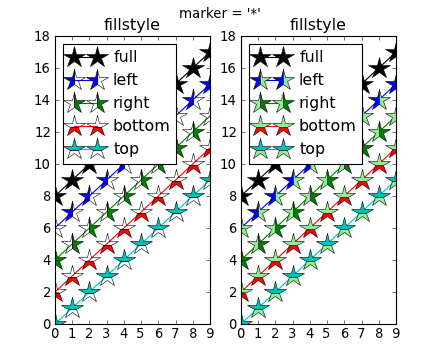 marker = '*'
fillstyle
18
16
14
12
10
8
6
4
2
0
full
left
right
bottom
top
0 1 2 3 4 5 6 7 8 9
fillstyle
18
16
14
12
10
8
6
4
2
0
full
left
right
bottom
top
0 1 2 3 4 5 6 7 8 9